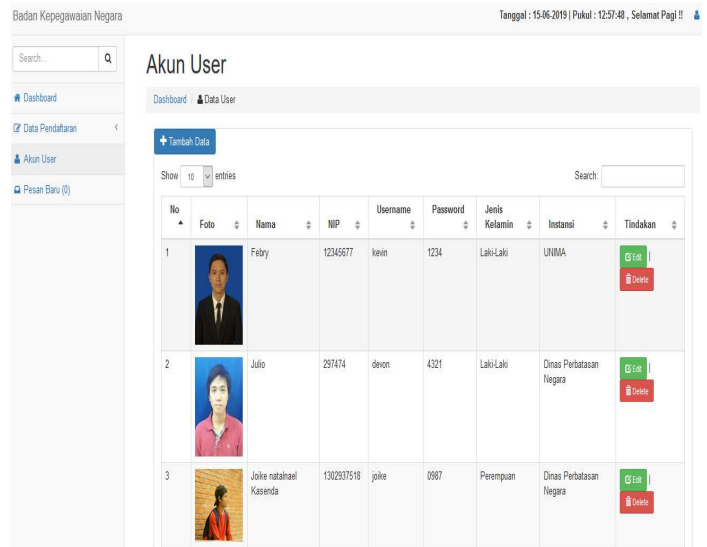 Badan Kepegawaian Negara
Tanggal : 15-06-2019 | Pukul : 12:57:48 , Selamat Pagi !!
Search...
Dashboard
Data Pendaftaran
Akun User
Pesan Baru (0)
Akun User
Dashboard / Data User
Tambah Data
Show 10 entries
Search:
No Foto Nama NIP Username Password Jenis Kelamin Instansi Tindakan
1 Febry 12345677 kevin 1234 Laki-Laki UNIMA Edit |
Delete
2 Julio 297474 devon 4321 Laki-Laki Dinas Perbatasan Negara Edit |
Delete
3 Joike natalnael Kasenda 1302937518 joike 0987 Perempuan Dinas Perbatasan Negara Edit |
Delete